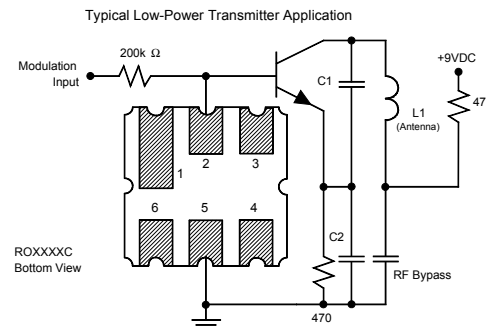 Typical Low-Power Transmitter Application
200k Ω
+9VDC
Modulation
Input
C1
47
L1
(Antenna)
2
3
1
6
5
4
C2
ROXXXXC
Bottom View
RF Bypass
470